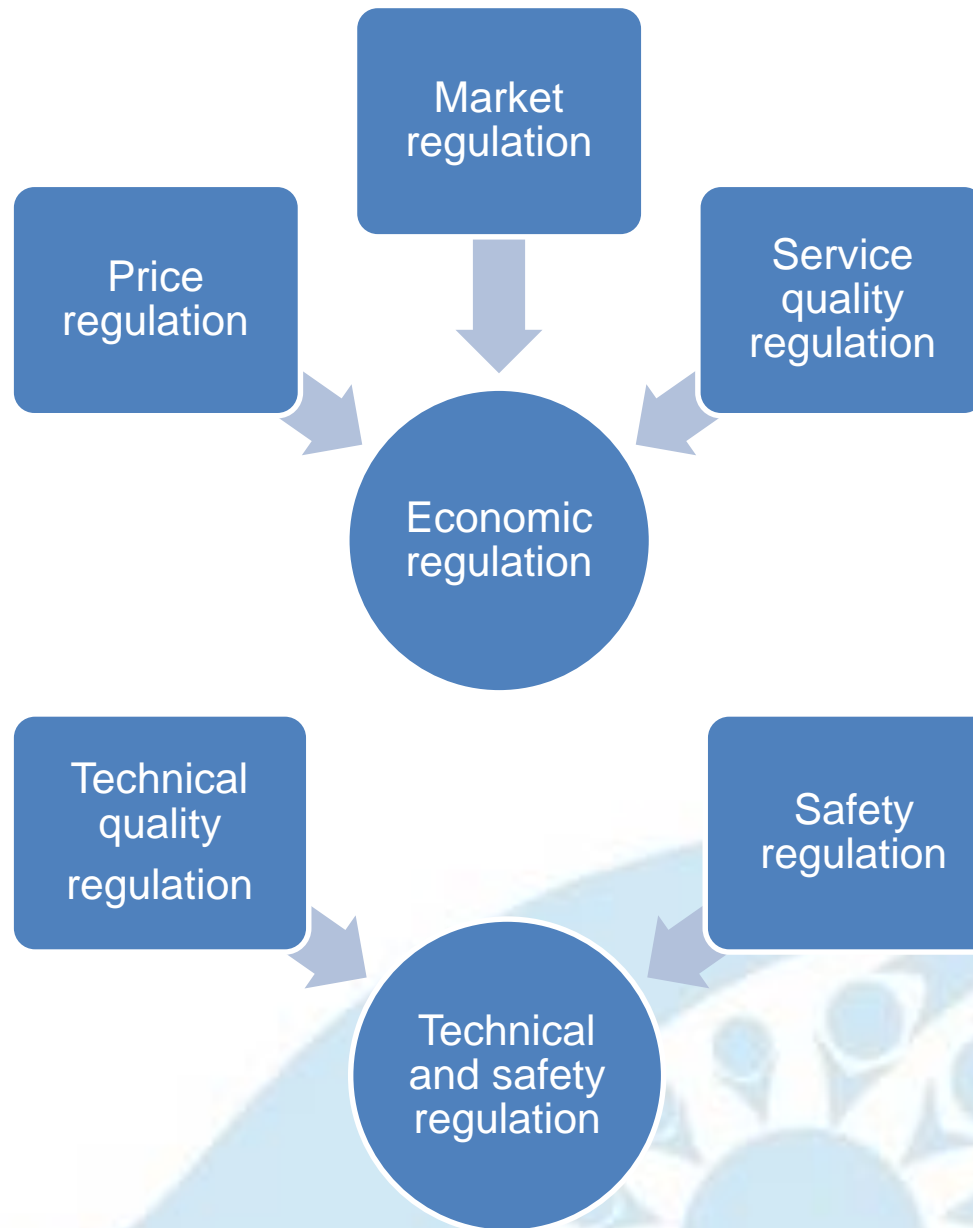 Market
regulation
Price
regulation
Service
quality
regulation
Economic
regulation
Technical
quality
regulation
Safety
regulation
Technical
and safety
regulation